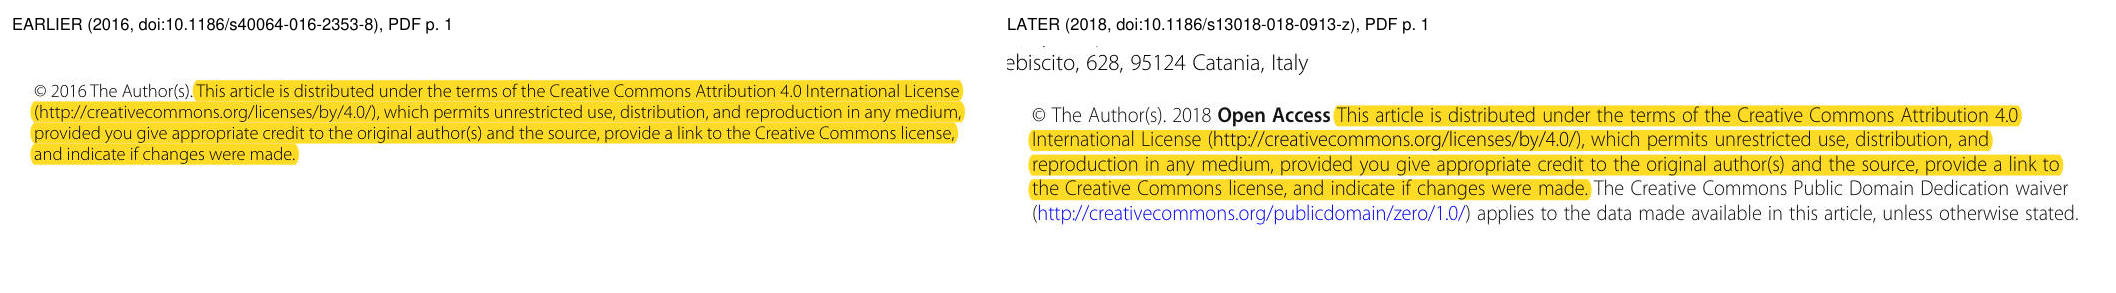 EARLIER (2016, doi:10.1186/s40064-016-2353-8), PDF p. 1
© 2016 The Author(s). This article is distributed under the terms of the Creative Commons Attribution 4.0 International License
(http://creativecommons.org/licenses/by/4.0/), which permits unrestricted use, distribution, and reproduction in any medium,
provided you give appropriate credit to the original author(s) and the source, provide a link to the Creative Commons license,
and indicate if changes were made.
LATER (2018, doi:10.1186/s13018-018-0913-z), PDF p. 1
ebiscito, 628, 95124 Catania, Italy
© The Author(s). 2018 Open Access This article is distributed under the terms of the Creative Commons Attribution 4.0
International License (http://creativecommons.org/licenses/by/4.0/), which permits unrestricted use, distribution, and
reproduction in any medium, provided you give appropriate credit to the original author(s) and the source, provide a link to
the Creative Commons license, and indicate if changes were made. The Creative Commons Public Domain Dedication waiver
(http://creativecommons.org/publicdomain/zero/1.0/) applies to the data made available in this article, unless otherwise stated.